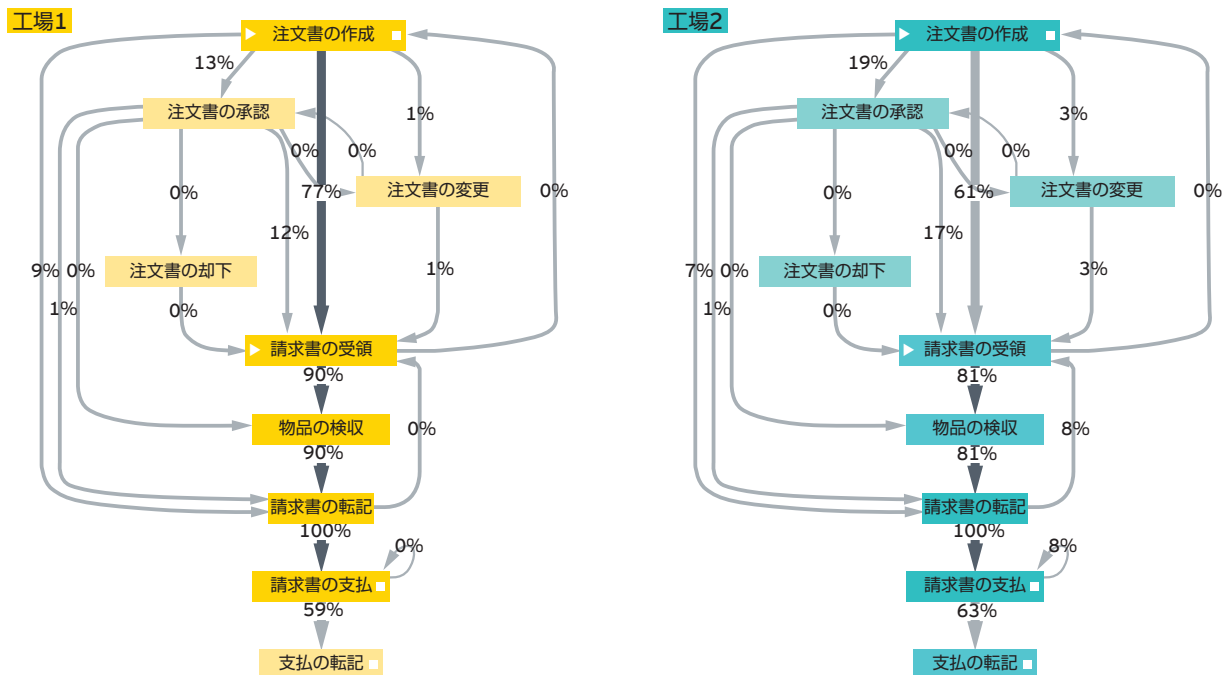 工場1
注文書の作成
13%
注文書の承認
1%
0%
0%
0%
77%
注文書の変更
0%
12%
9%
0%
注文書の却下
1%
1%
0%
請求書の受領
90%
物品の検収
0%
90%
請求書の転記
100%
0%
請求書の支払
59%
支払の転記
工場2
注文書の作成
19%
注文書の承認
3%
0%
0%
0%
61%
注文書の変更
0%
17%
7%
0%
注文書の却下
3%
1%
0%
請求書の受領
81%
物品の検収
8%
81%
請求書の転記
100%
8%
請求書の支払
63%
支払の転記